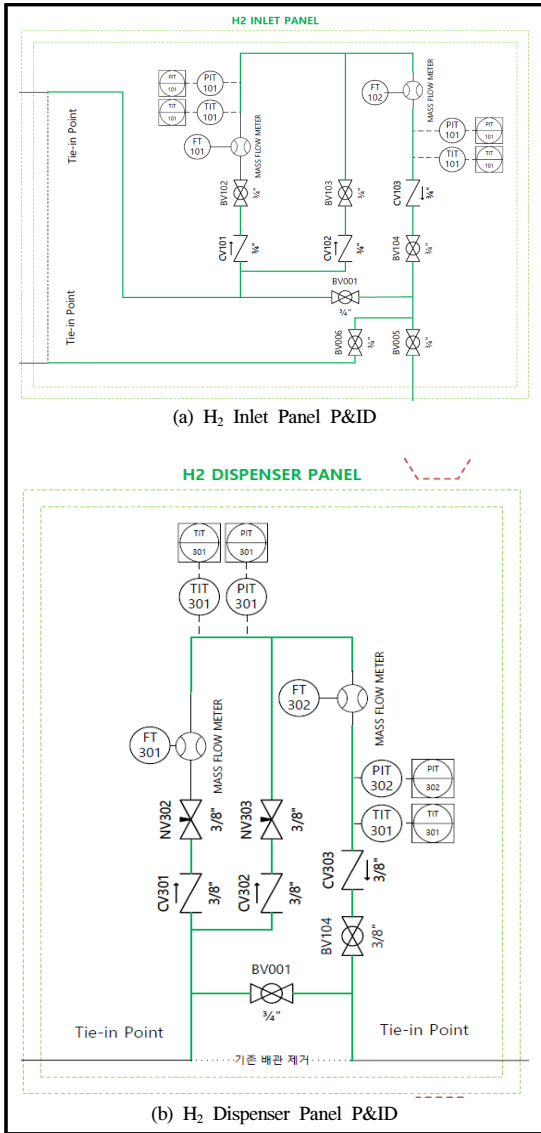 H2 INLET PANEL
PIT
101
PIT
101
TIT
101
TIT
101
FT
101
MASS FLOW METER
FT
102
MASS FLOW METER
PIT
101
PIT
101
TIT
101
TIT
101
Tie-in Point
BV102
¾"
BV103
¾"
CV103
¾"
CV101
¾"
CV102
¾"
BV104
¾"
BV001
¾"
Tie-in Point
BV006
¾"
BV005
¾"
(a) H₂ Inlet Panel P&ID
H2 DISPENSER PANEL
TIT
301
PIT
301
TIT
301
PIT
301
FT
301
MASS FLOW METER
FT
302
MASS FLOW METER
PIT
302
PIT
302
TIT
301
TIT
301
NV302
3/8"
NV303
3/8"
CV303
3/8"
CV301
3/8"
CV302
3/8"
BV104
3/8"
BV001
¾"
Tie-in Point
Tie-in Point
기존 배관 제거
(b) H₂ Dispenser Panel P&ID